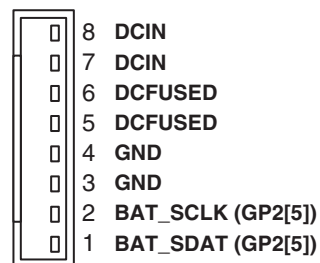 8 DCIN
7 DCIN
6 DCFUSED
5 DCFUSED
4 GND
3 GND
2 BAT_SCLK (GP2[5])
1 BAT_SDAT (GP2[5])